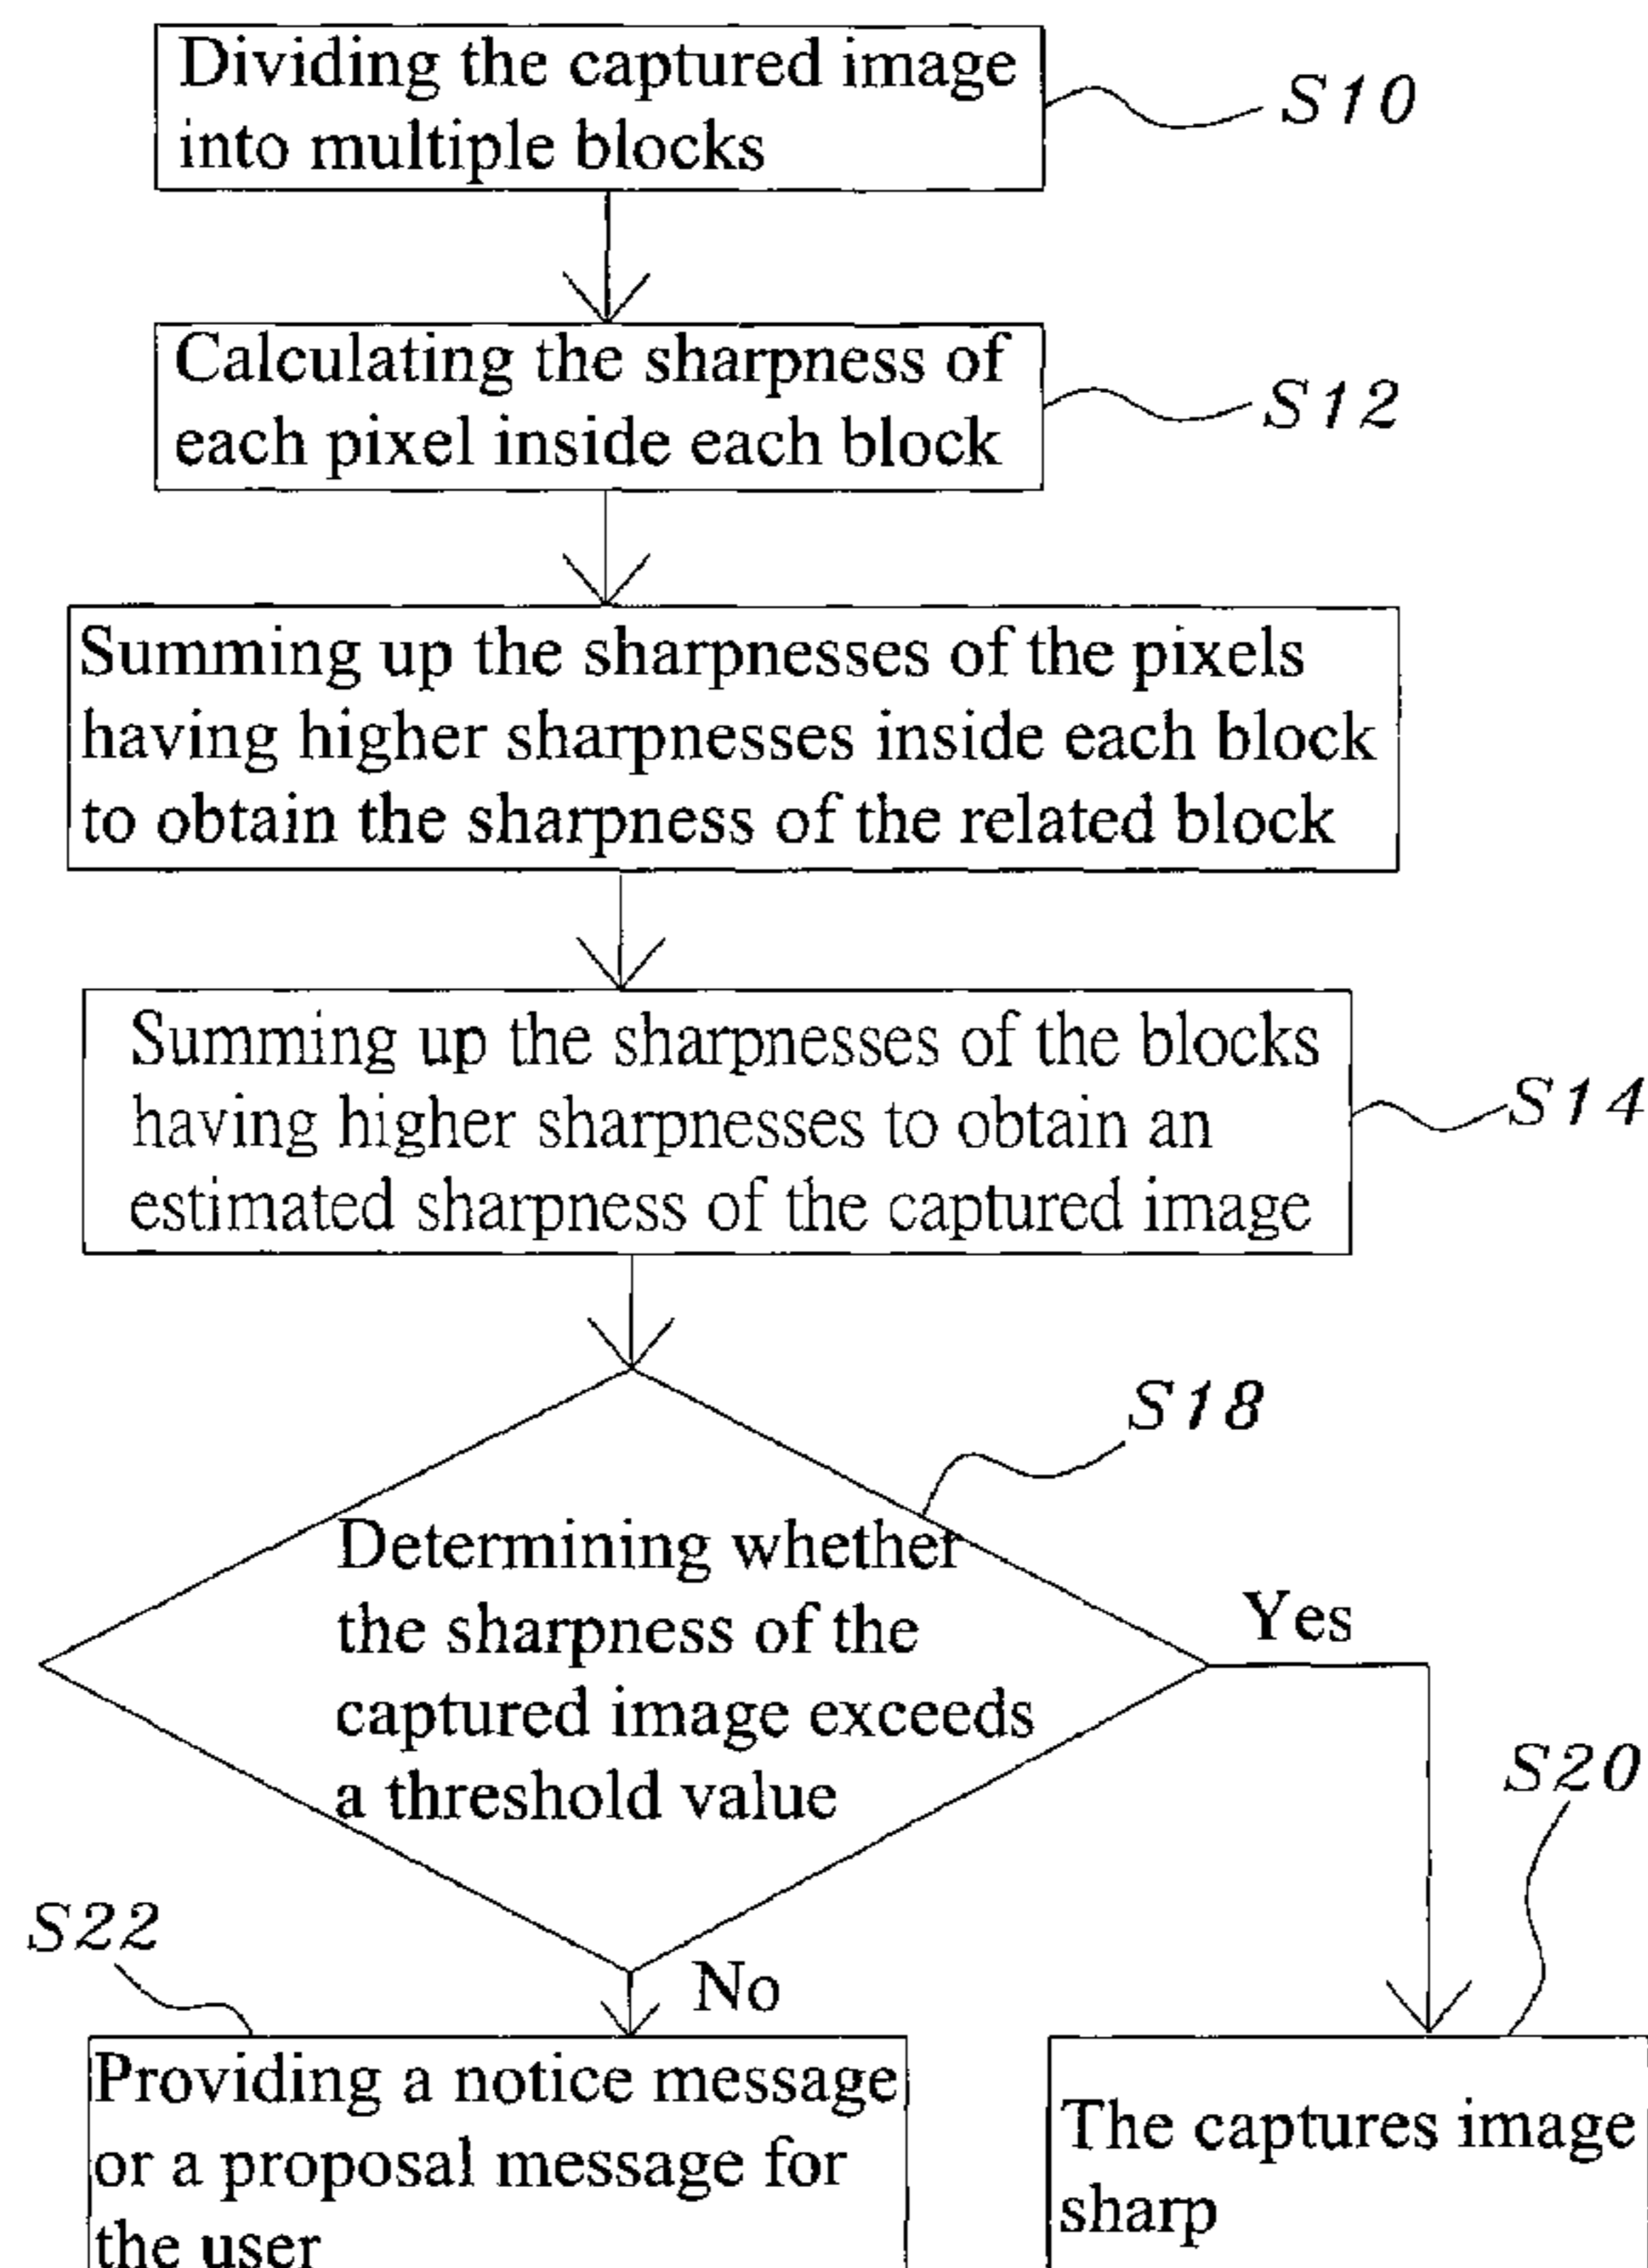 Dividing the captured image
into multiple blocks
S10
Calculating the sharpness of
each pixel inside each block
S12
Summing up the sharpnesses of the pixels
having higher sharpnesses inside each block
to obtain the sharpness of the related block
Summing up the sharpnesses of the blocks
having higher sharpnesses to obtain an
estimated sharpness of the captured image
S14
S18
Determining whether
the sharpness of the
captured image exceeds
a threshold value
Yes
S20
S22
No
Providing a notice message
or a proposal message for
the user
The captures image
sharp